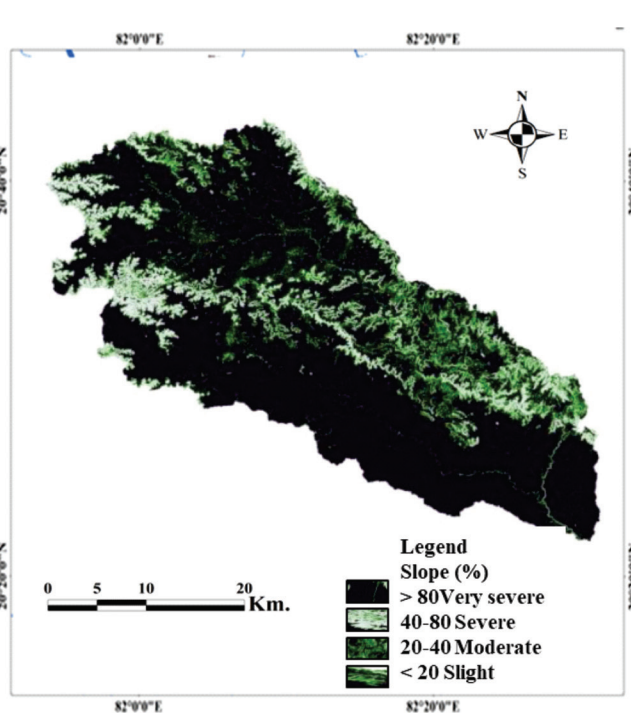 82°0'0"E 82°20'0"E
N
W E
S
Legend
Slope (%)
> 80Very severe
40-80 Severe
20-40 Moderate
< 20 Slight
0 5 10 20
Km.
82°0'0"E 82°20'0"E